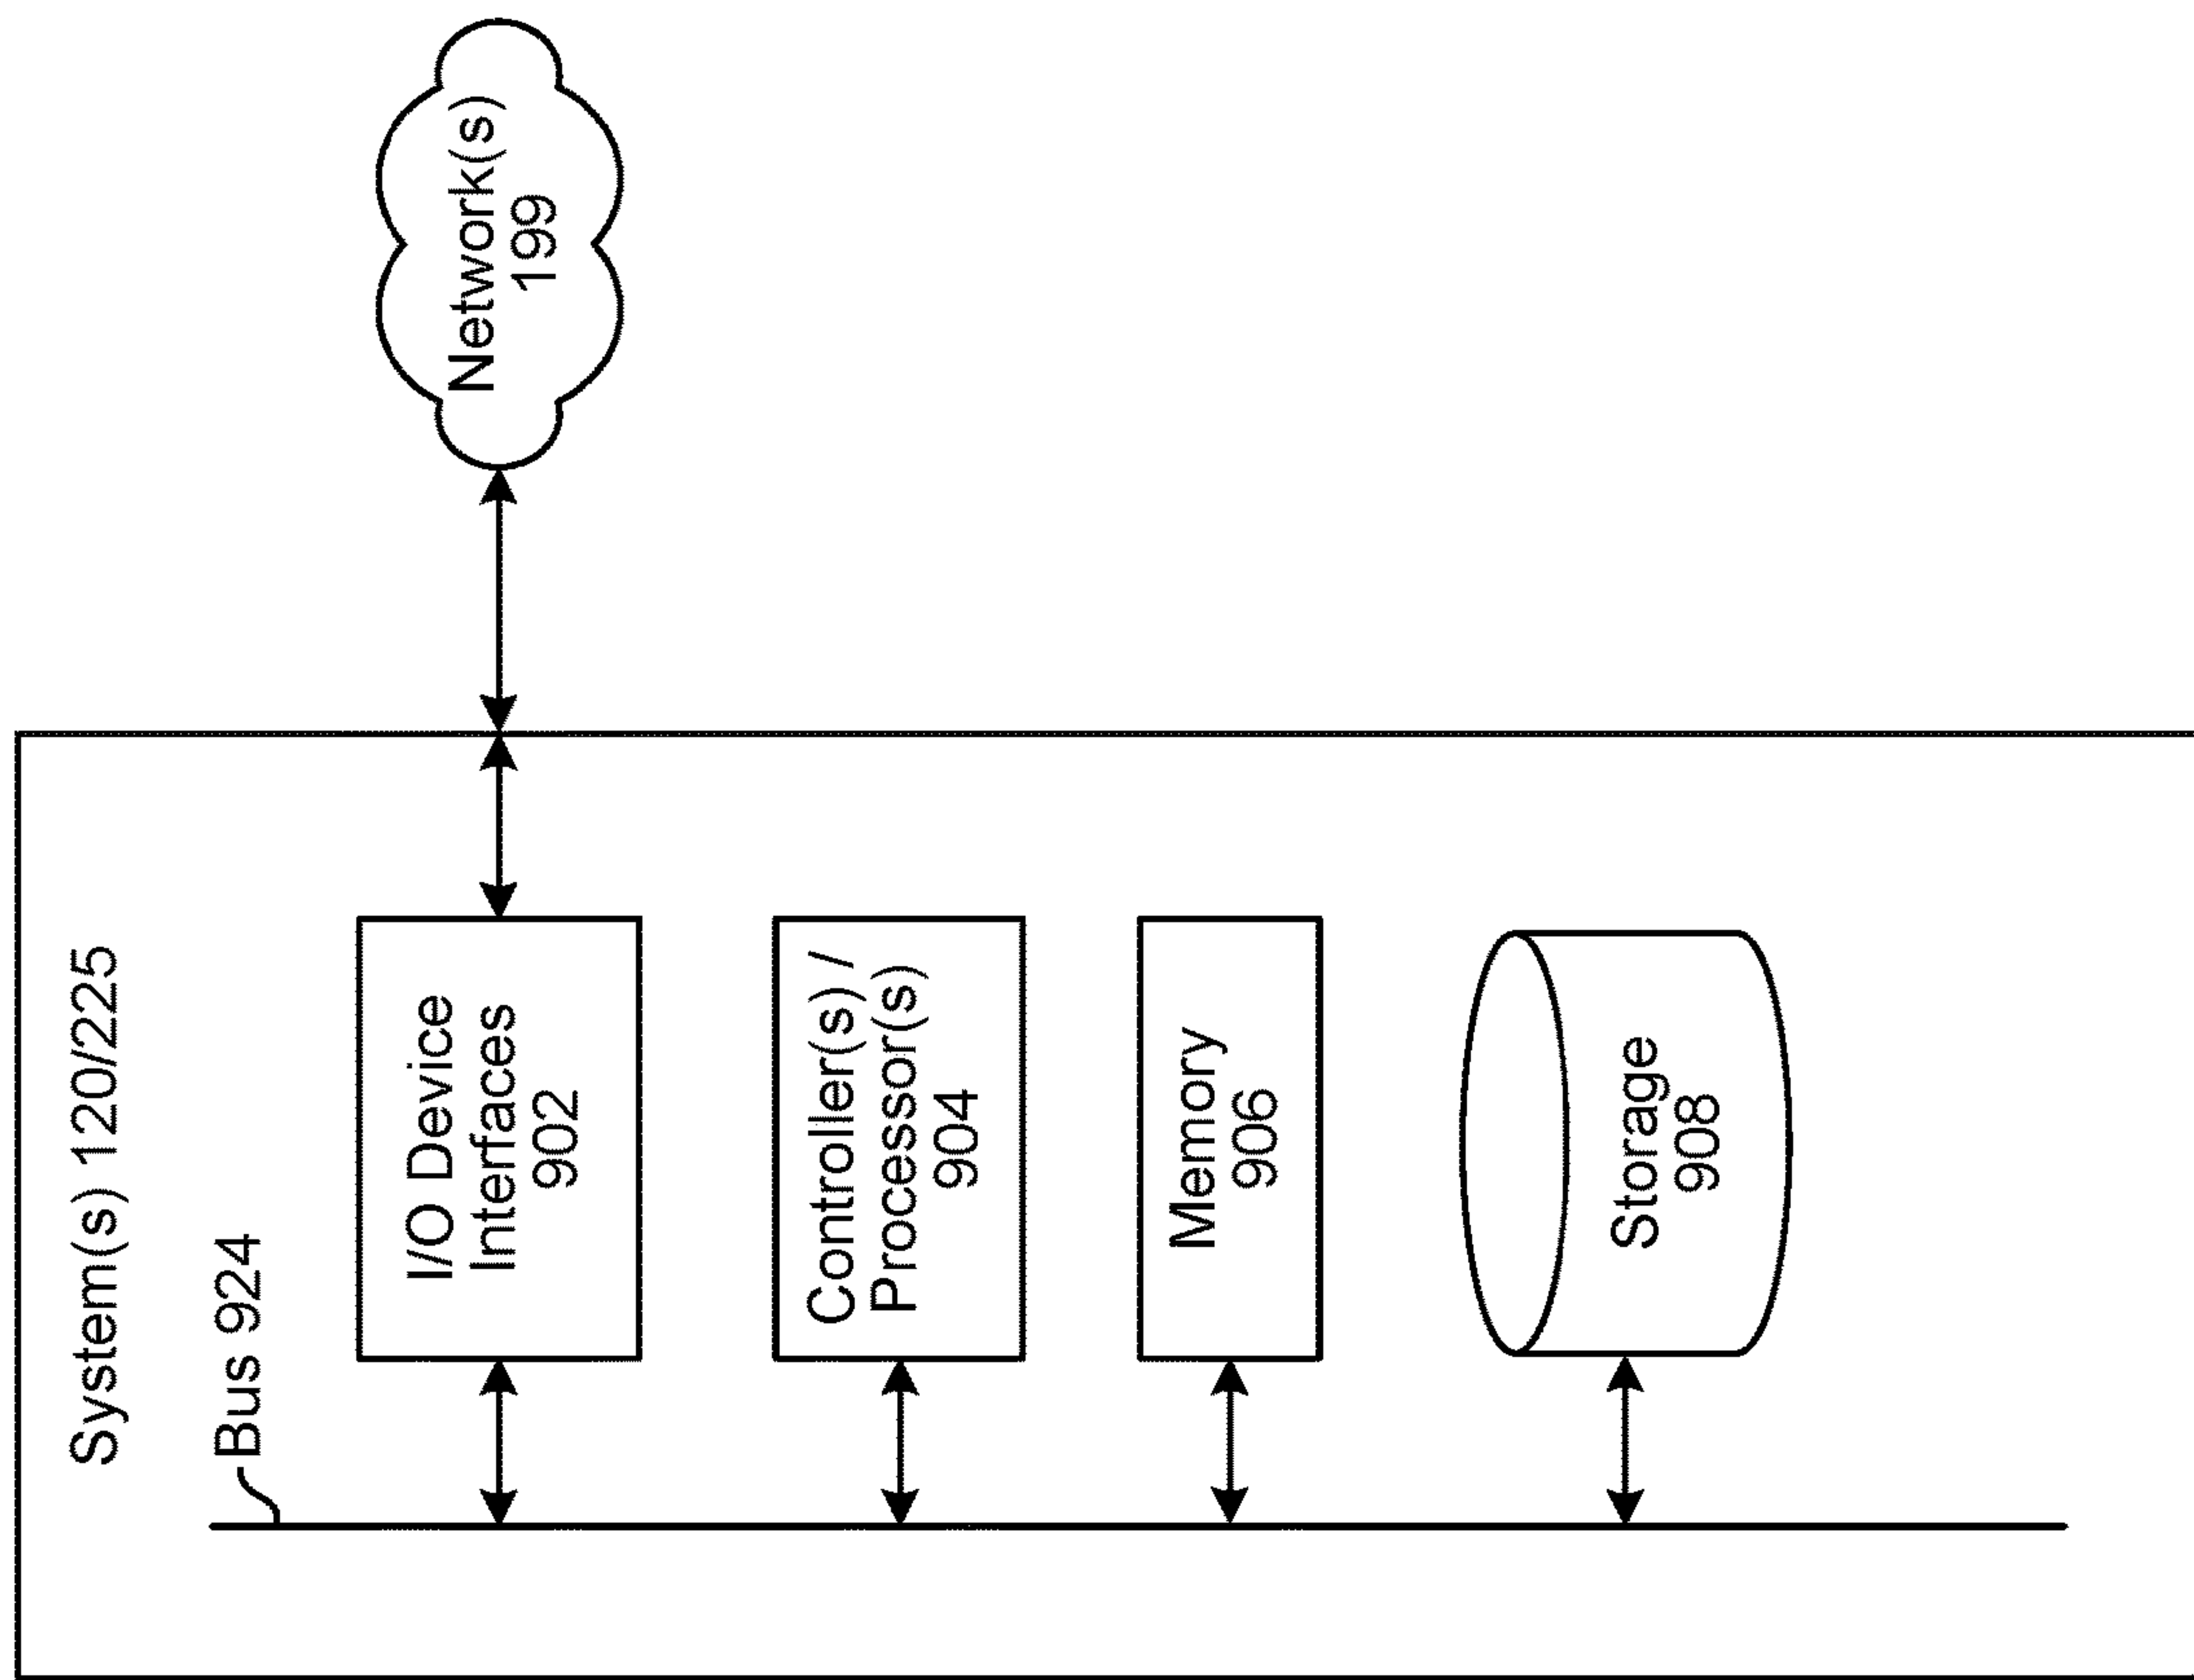 System(s) 120/225
Bus 924
I/O Device
Interfaces
902
Network(s)
199
Controller(s) /
Processor(s)
904
Memory
906
Storage
908